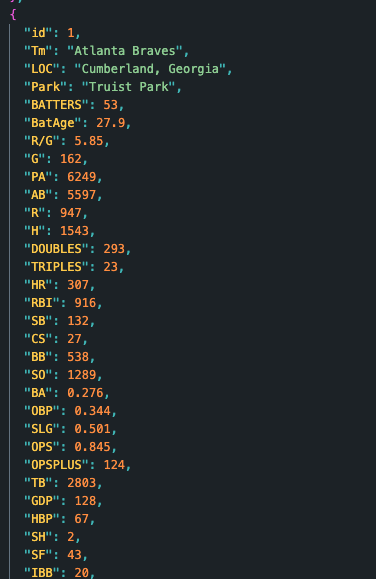 {
"id": 1,
"Tm": "Atlanta Braves",
"LOC": "Cumberland, Georgia",
"Park": "Truist Park",
"BATTERS": 53,
"BatAge": 27.9,
"R/G": 5.85,
"G": 162,
"PA": 6249,
"AB": 5597,
"R": 947,
"H": 1543,
"DOUBLES": 293,
"TRIPLES": 23,
"HR": 307,
"RBI": 916,
"SB": 132,
"CS": 27,
"BB": 538,
"SO": 1289,
"BA": 0.276,
"OBP": 0.344,
"SLG": 0.501,
"OPS": 0.845,
"OPSPLUS": 124,
"TB": 2803,
"GDP": 128,
"HBP": 67,
"SH": 2,
"SF": 43,
"IBB": 20,